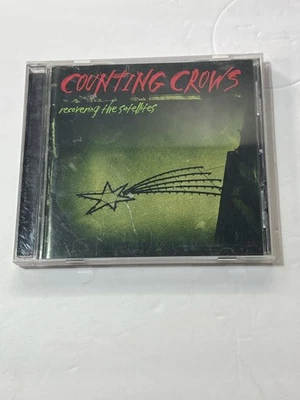 COUNTING CROWS
recovering the satellites